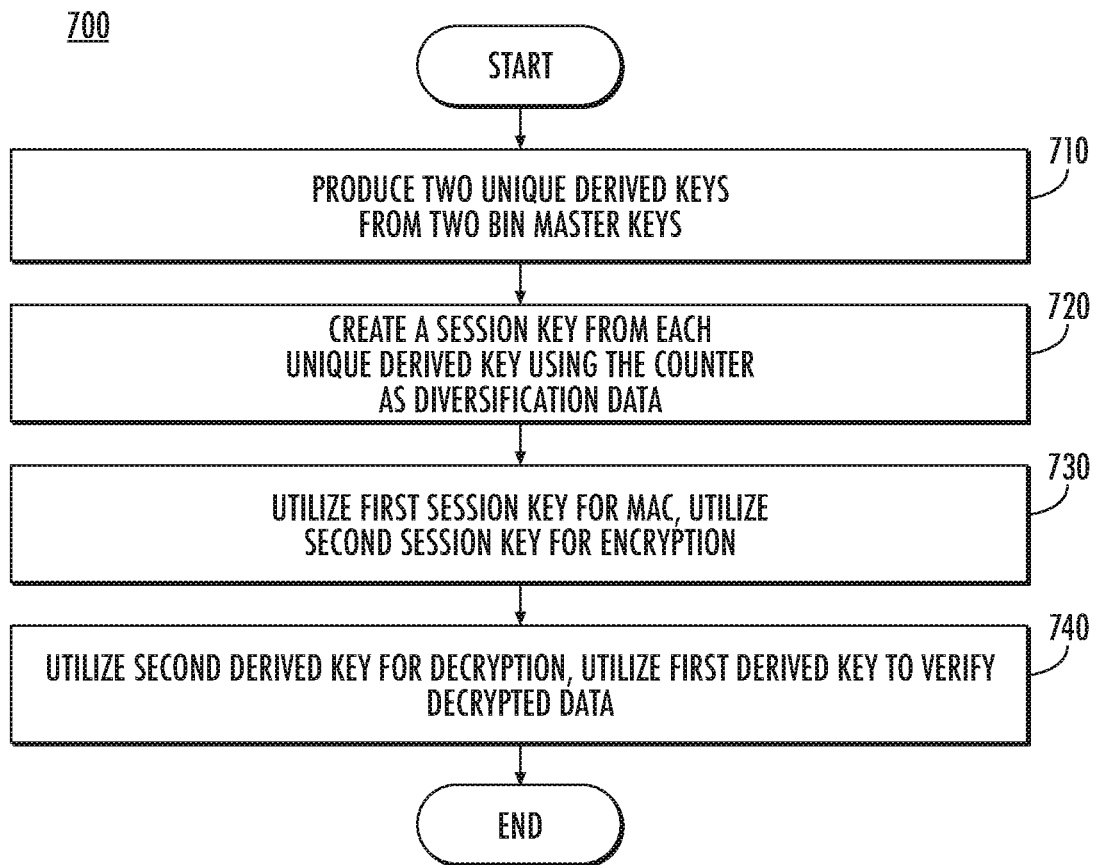 700
START
710
PRODUCE TWO UNIQUE DERIVED KEYS
FROM TWO BIN MASTER KEYS
720
CREATE A SESSION KEY FROM EACH
UNIQUE DERIVED KEY USING THE COUNTER
AS DIVERSIFICATION DATA
730
UTILIZE FIRST SESSION KEY FOR MAC, UTILIZE
SECOND SESSION KEY FOR ENCRYPTION
740
UTILIZE SECOND DERIVED KEY FOR DECRYPTION, UTILIZE FIRST DERIVED KEY TO VERIFY
DECRYPTED DATA
END